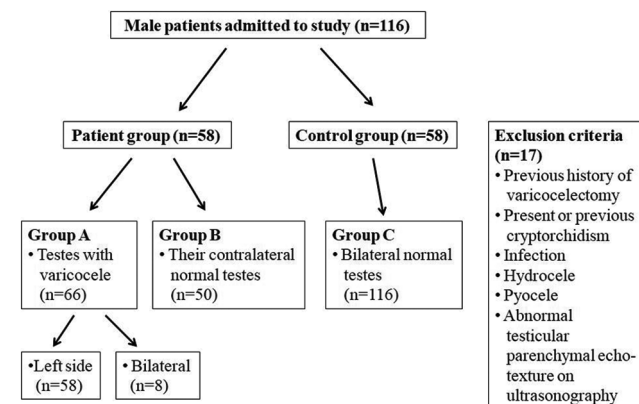 Male patients admitted to study (n=116)
Patient group (n=58)
Control group (n=58)
Group A
• Testes with
varicocele
(n=66)
Group B
• Their contralateral
normal testes
(n=50)
Group C
• Bilateral normal
testes
(n=116)
•Left side
(n=58)
• Bilateral
(n=8)
Exclusion criteria
(n=17)
• Previous history of
varicocelectomy
• Present or previous
cryptorchidism
• Infection
• Hydrocele
• Pyocele
• Abnormal
testicular
parenchymal echo-
texture on
ultrasonography